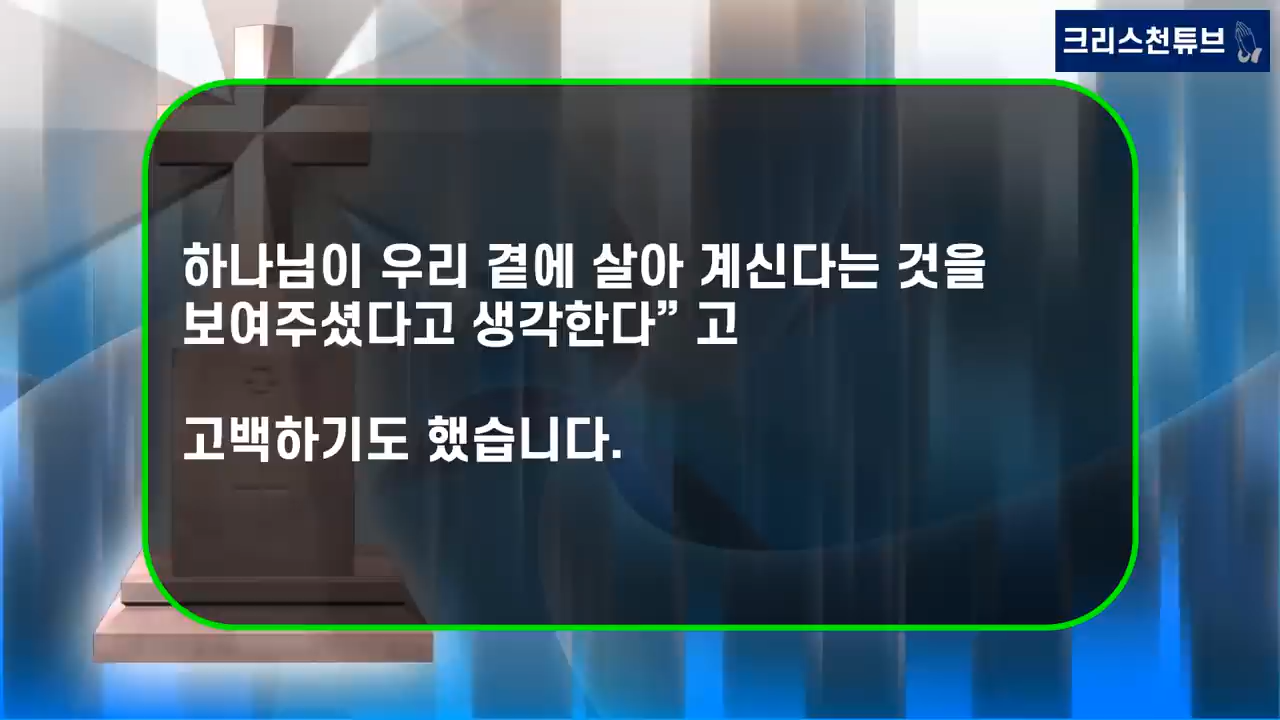 크리스천튜브
하나님이 우리 곁에 살아 계신다는 것을
보여주셨다고 생각한다” 고
고백하기도 했습니다.